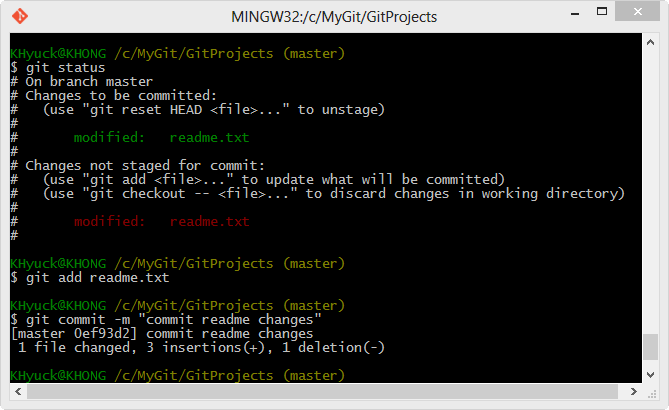 MINGW32:/c/MyGit/GitProjects
KHyuck@KHONG /c/MyGit/GitProjects (master)
$ git status
# On branch master
# Changes to be committed:
#   (use "git reset HEAD <file>..." to unstage)
#
#       modified:   readme.txt
#
# Changes not staged for commit:
#   (use "git add <file>..." to update what will be committed)
#   (use "git checkout -- <file>..." to discard changes in working directory)
#
#       modified:   readme.txt
#
KHyuck@KHONG /c/MyGit/GitProjects (master)
$ git add readme.txt
KHyuck@KHONG /c/MyGit/GitProjects (master)
$ git commit -m "commit readme changes"
[master 0ef93d2] commit readme changes
 1 file changed, 3 insertions(+), 1 deletion(-)
KHyuck@KHONG /c/MyGit/GitProjects (master)